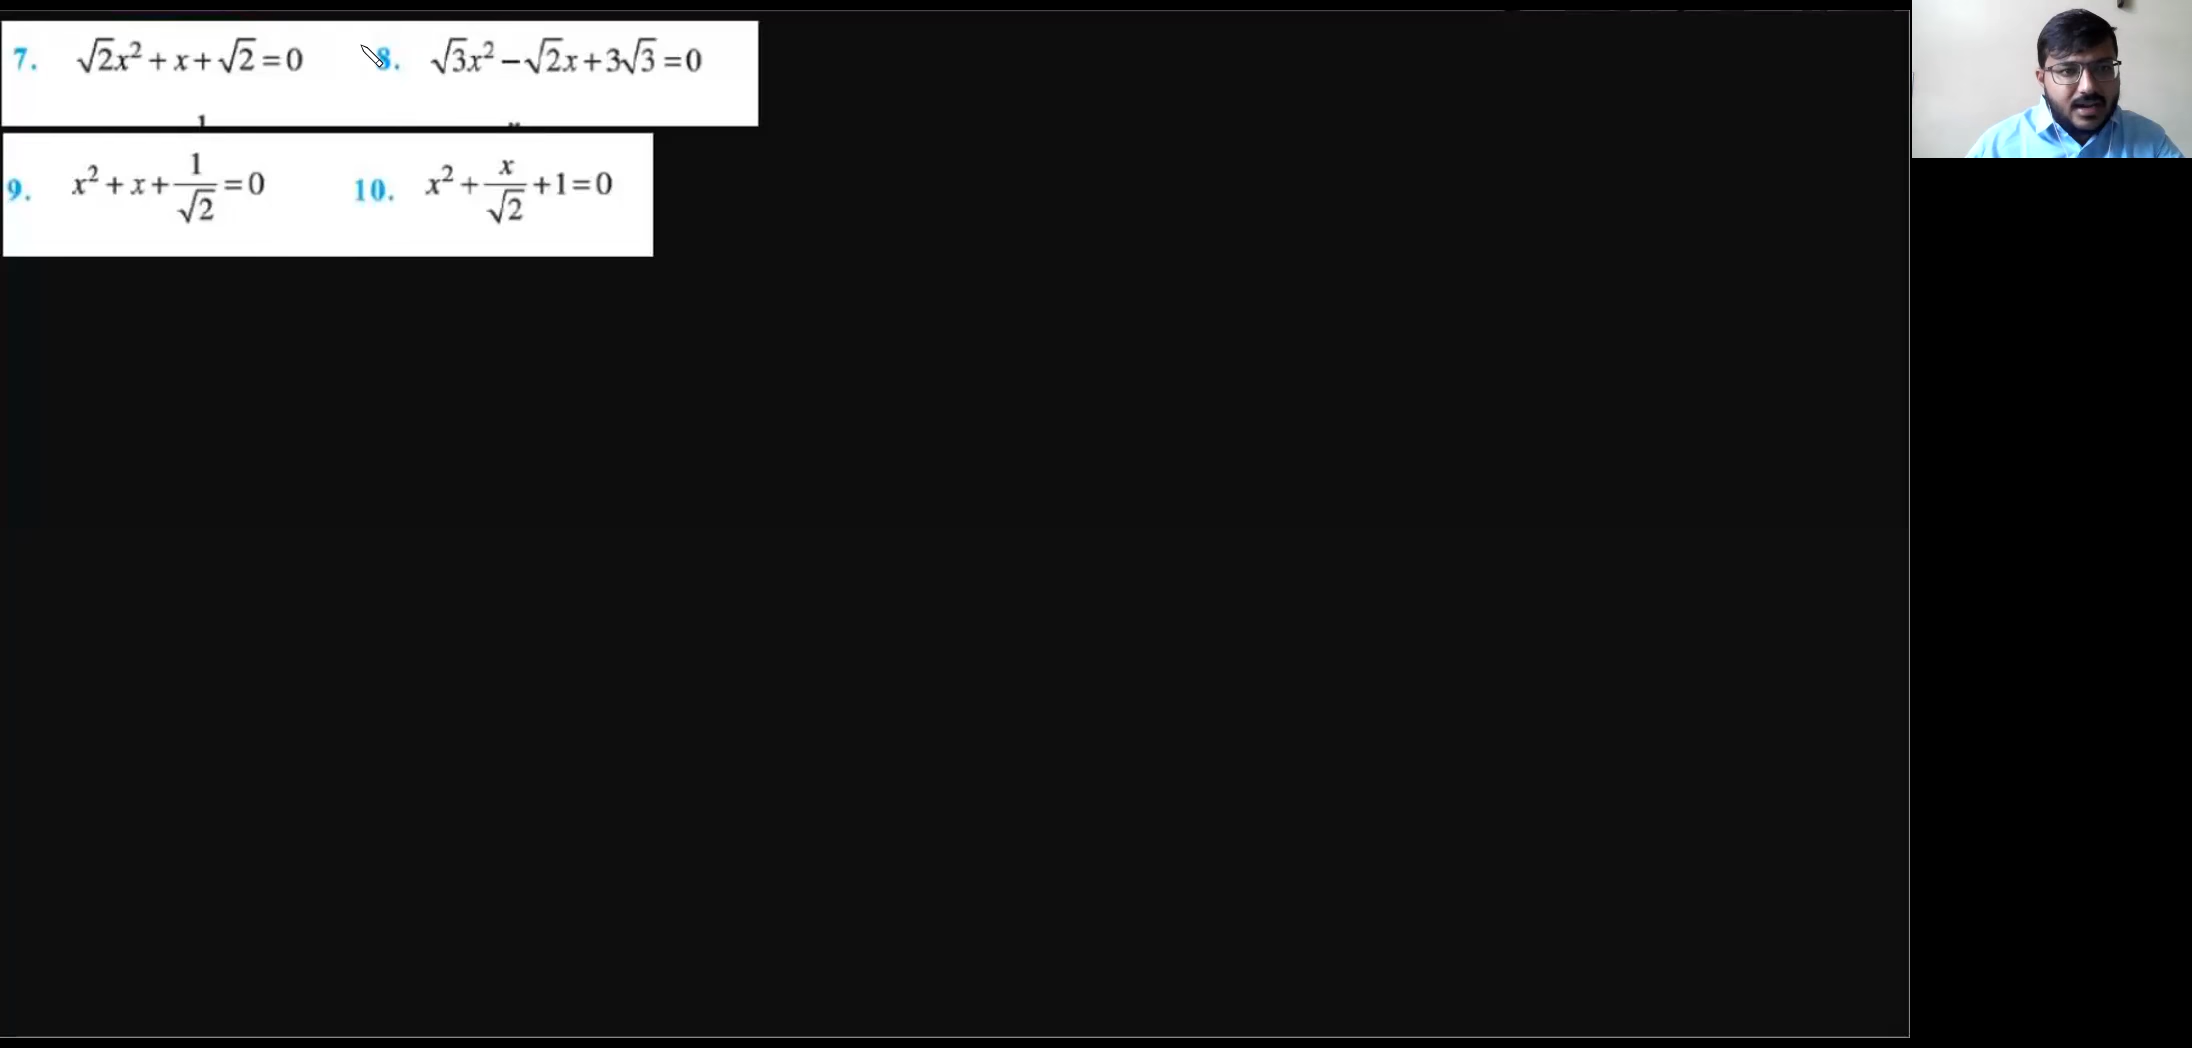 7. √2x² + x + √2 = 0 8. √3x² − √2x + 3√3 = 0
9. x² + x + 1/√2 = 0 10. x² + x/√2 + 1 = 0